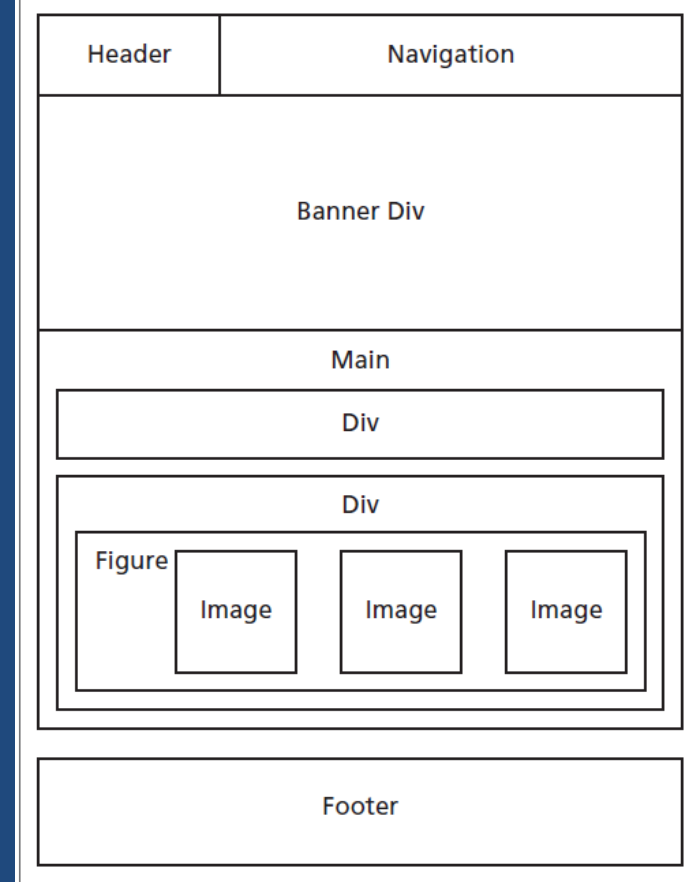 Header
Navigation
Banner Div
Main
Div
Div
Figure
Image
Image
Image
Footer